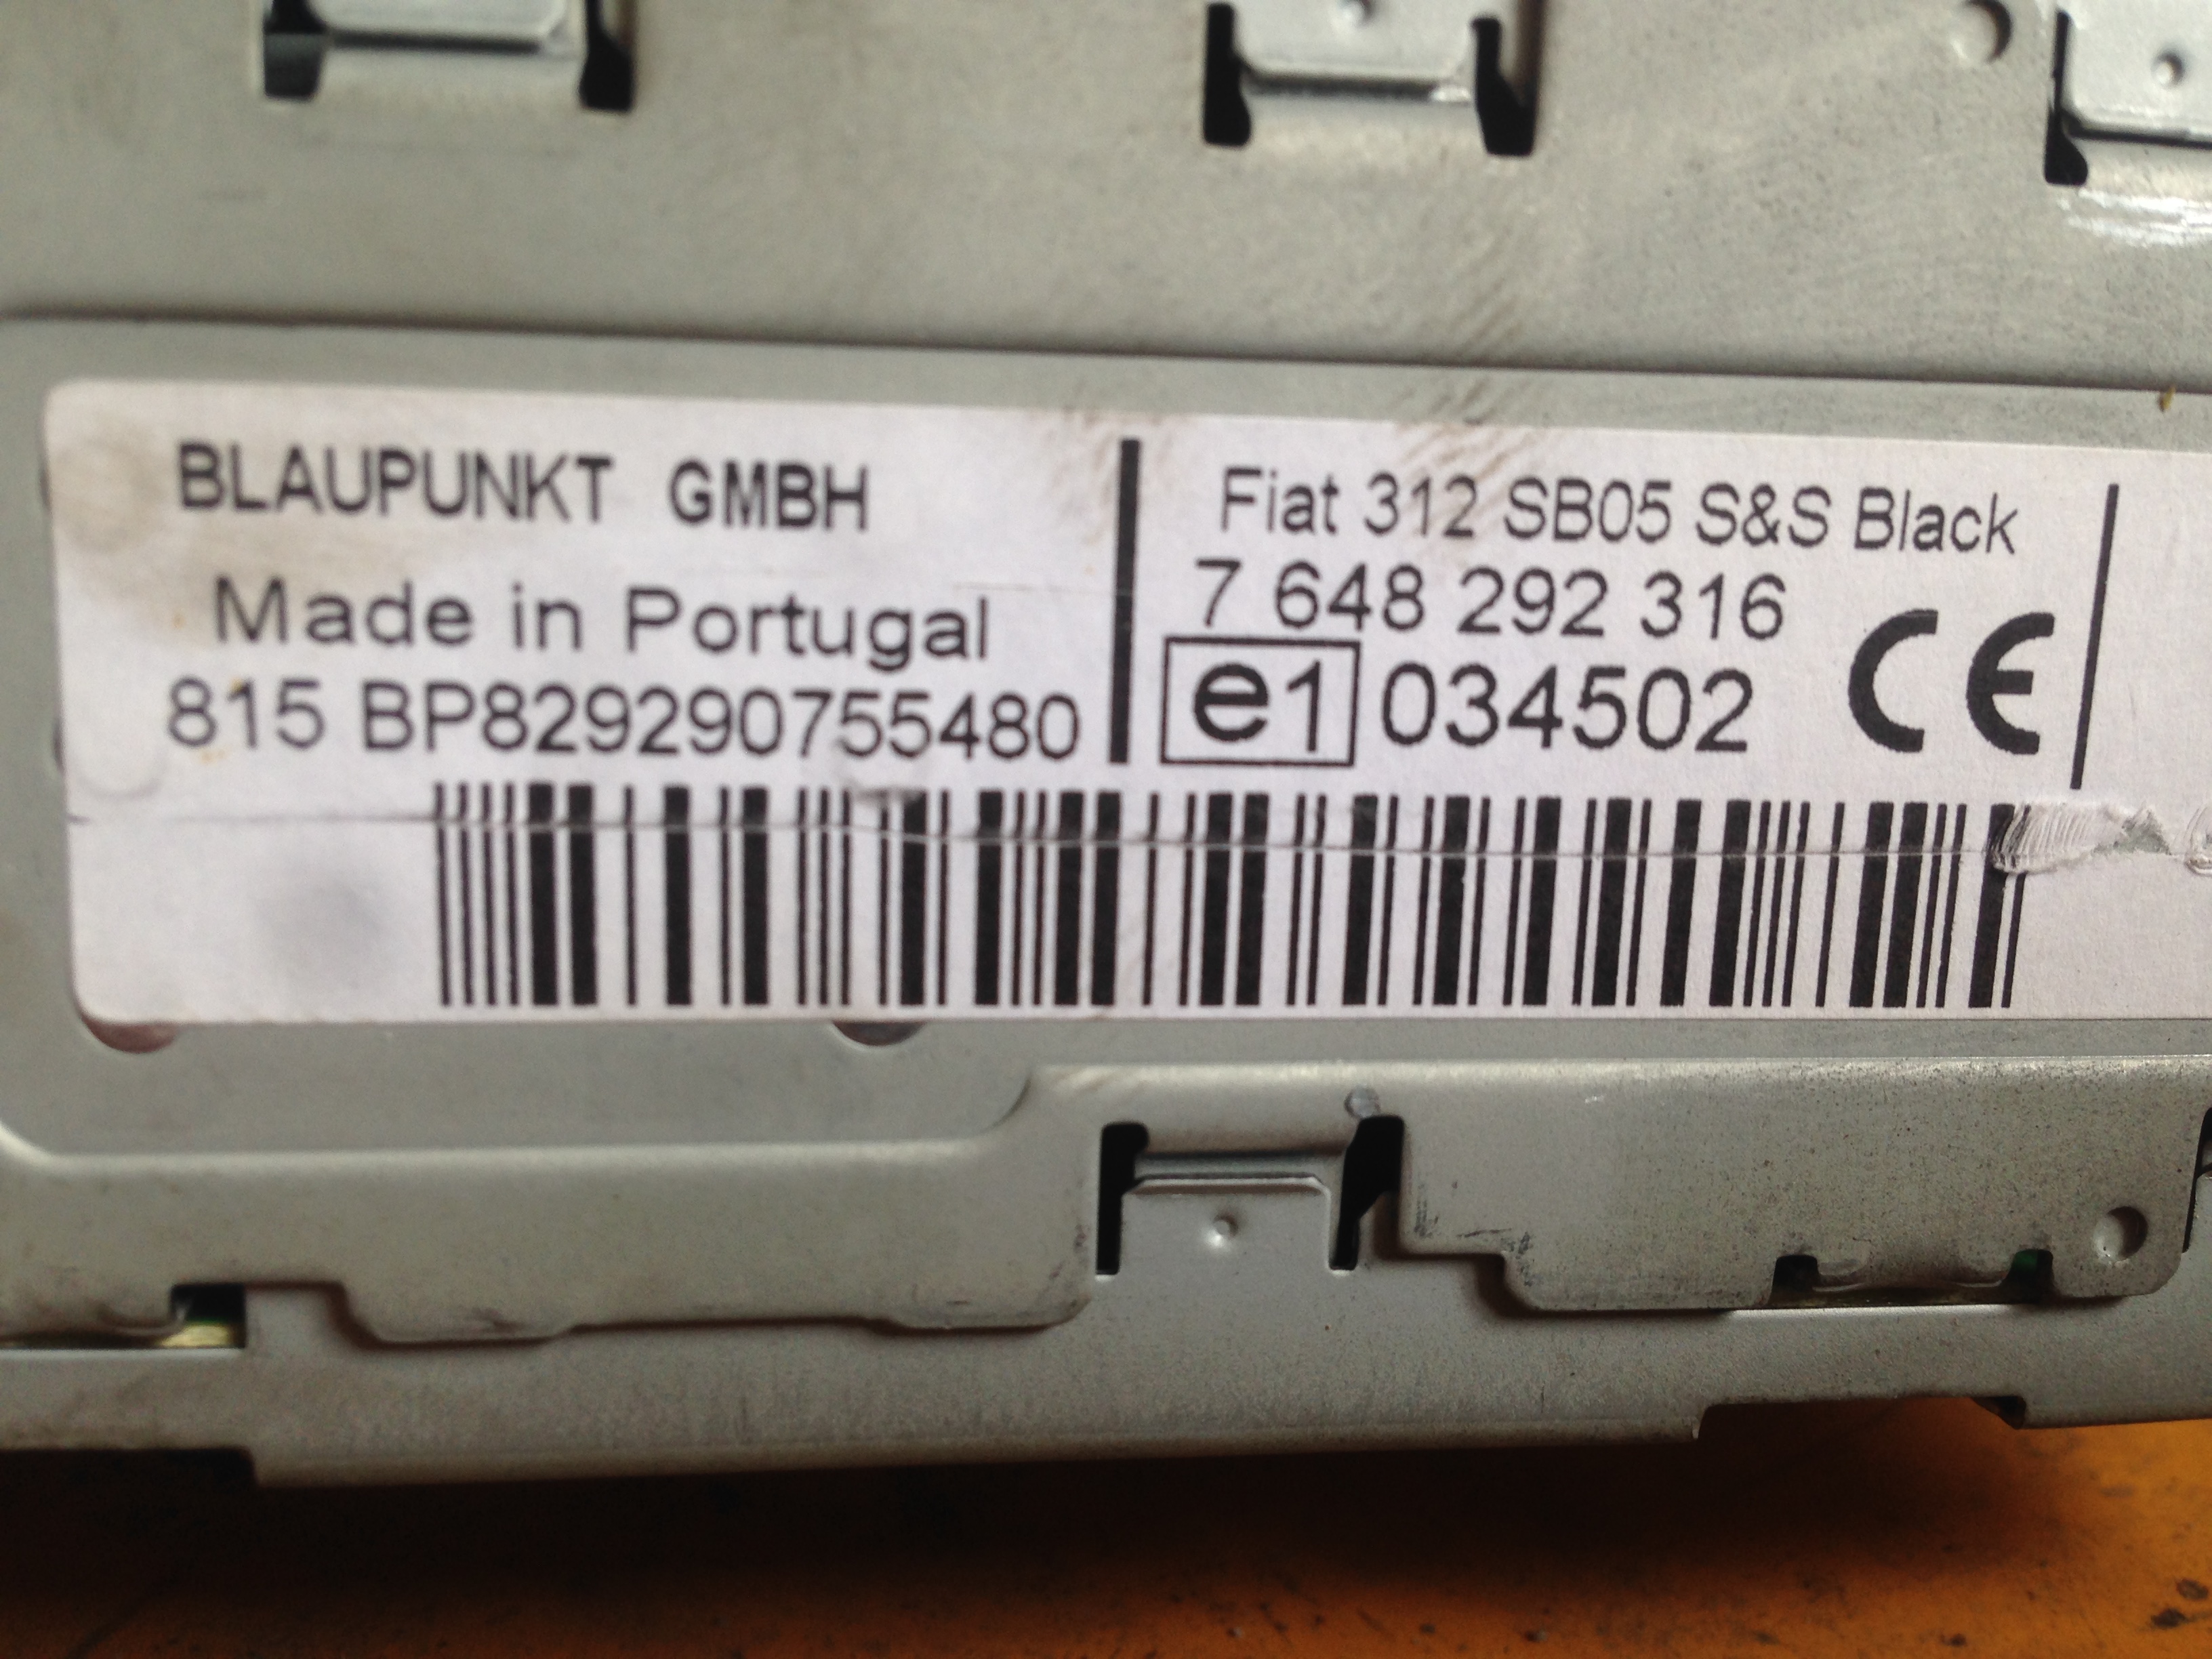 BLAUPUNKT GMBH
Made in Portugal
815 BP829290755480
Fiat 312 SB05 S&S Black
7 648 292 316
e1 034502 CE